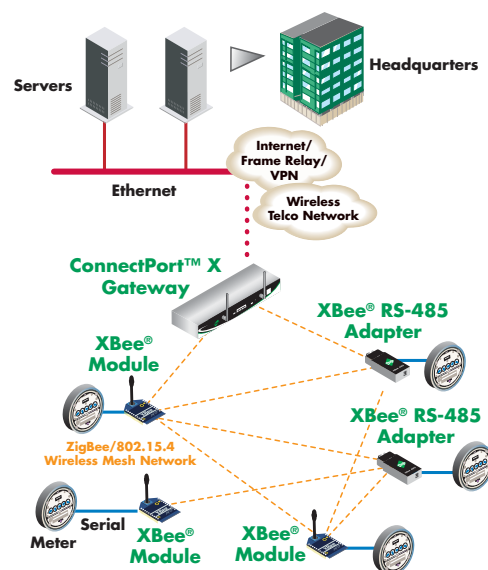 Servers
Headquarters
Internet/
Frame Relay/
VPN
Ethernet
Wireless
Telco Network
ConnectPort™ X
Gateway
XBee® RS-485
Adapter
XBee®
Module
XBee® RS-485
Adapter
ZigBee/802.15.4
Wireless Mesh Network
Serial
Meter
XBee®
Module
XBee®
Module